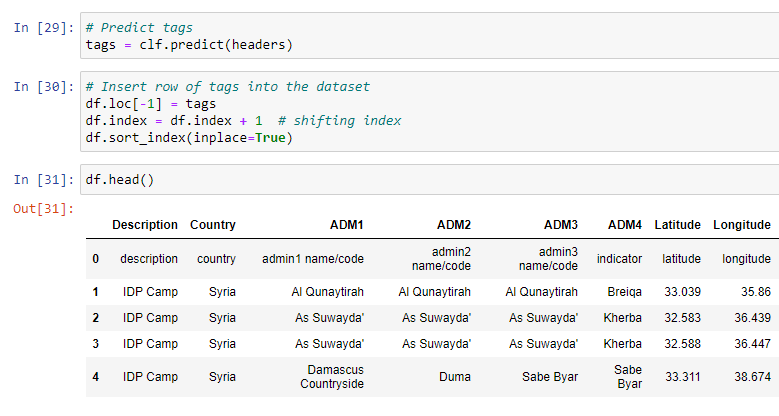 In [29]: # Predict tags
tags = clf.predict(headers)
In [30]: # Insert row of tags into the dataset
df.loc[-1] = tags
df.index = df.index + 1  # shifting index
df.sort_index(inplace=True)
In [31]: df.head()
Out[31]:
Description Country ADM1 ADM2 ADM3 ADM4 Latitude Longitude
0 description country admin1 name/code admin2 name/code admin3 name/code indicator latitude longitude
1 IDP Camp Syria Al Qunaytirah Al Qunaytirah Al Qunaytirah Breiqa 33.039 35.86
2 IDP Camp Syria As Suwayda' As Suwayda' As Suwayda' Kherba 32.583 36.439
3 IDP Camp Syria As Suwayda' As Suwayda' As Suwayda' Kherba 32.588 36.447
4 IDP Camp Syria Damascus Countryside Duma Sabe Byar Sabe Byar 33.311 38.674